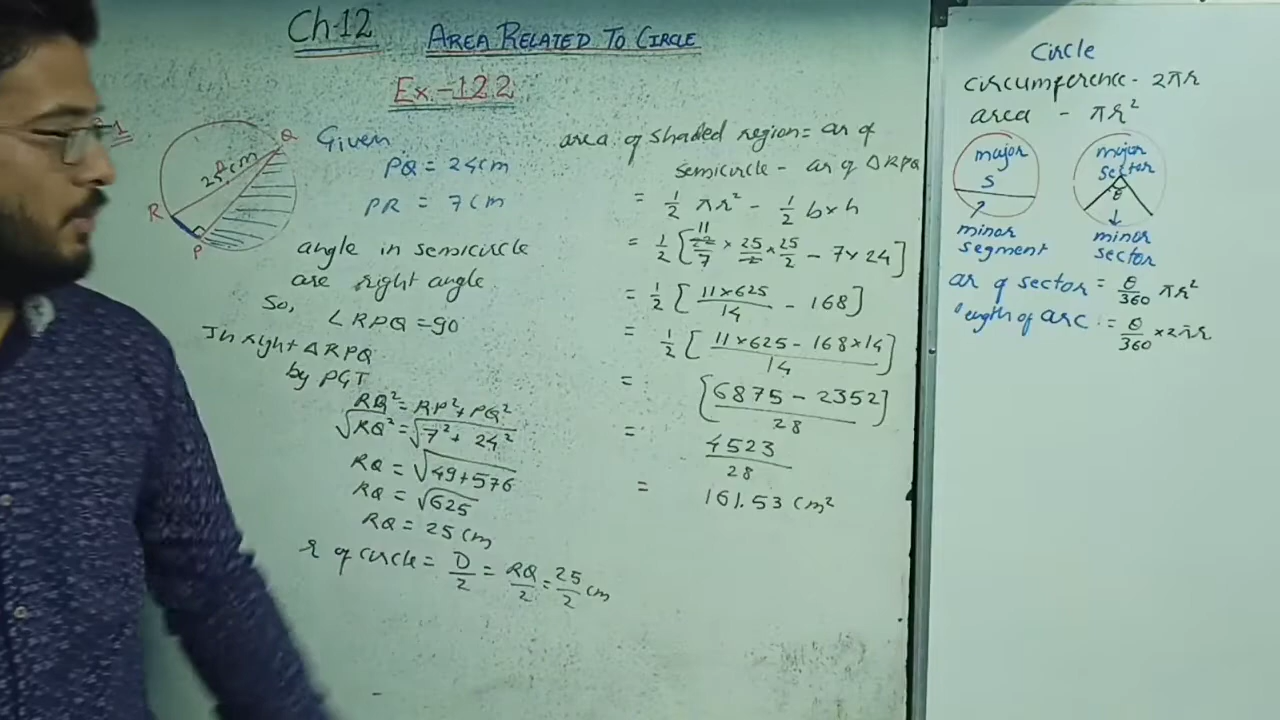 Ch-12 AREA RELATED TO CIRCLE
Ex-12.2
1
Q
25cm
R
P
Given
PQ = 24cm
PR = 7cm
angle in semicircle
are right angle
So,
∠RPQ = 90
In right △RPQ
by PGT
RQ² = RP² + PQ²
√RQ² = √7² + 24²
RQ = √49+576
RQ = √625
RQ = 25 cm
r of circle = D/2 = RQ/2 = 25/2 cm
area of shaded region = ar of
semicircle - ar of △RPQ
= 1/2 πr² - 1/2 b×h
= 1/2 [22/7 11 × 25/2 × 25/2 - 7×24]
= 1/2 [11×625/14 - 168]
= 1/2 [11×625 - 168×14/14]
= [6875 - 2352/28]
= 4523/28
= 161.53 cm²
Circle
circumference - 2πr
area - πr²
major
S
minor
segment
major
sector
θ
minor
sector
ar of sector = θ/360 πr²
length of arc = θ/360 × 2πr